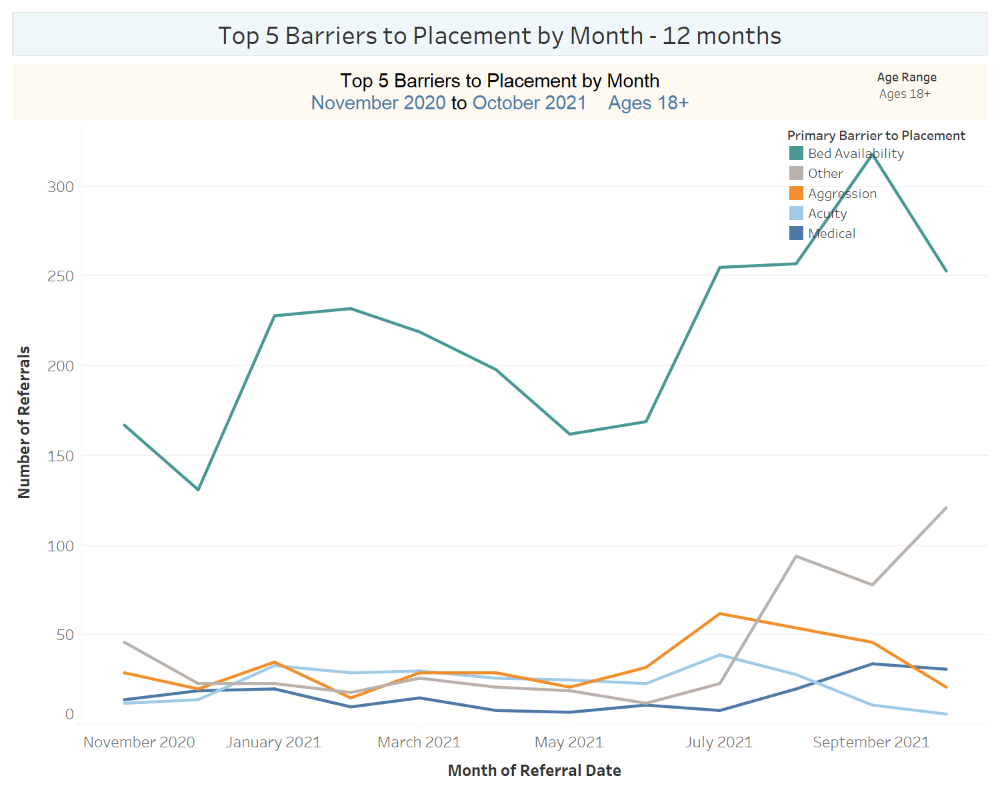 Top 5 Barriers to Placement by Month - 12 months
Top 5 Barriers to Placement by Month
November 2020 to October 2021 Ages 18+
Age Range
Ages 18+
Primary Barrier to Placement
Bed Availability
Other
Aggression
Acuity
Medical
Number of Referrals
300
250
200
150
100
50
0
November 2020 January 2021 March 2021 May 2021 July 2021 September 2021
Month of Referral Date